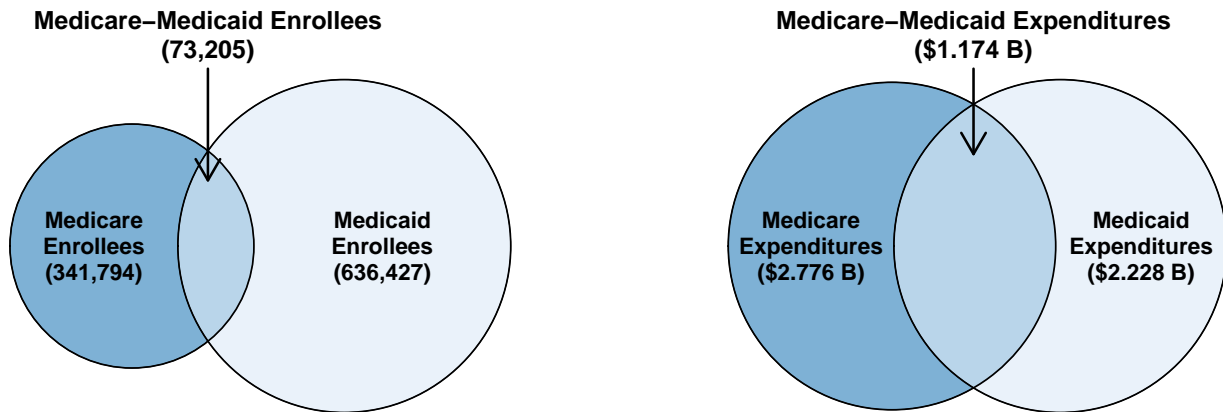 Medicare–Medicaid Enrollees
(73,205)
Medicare
Enrollees
(341,794)
Medicaid
Enrollees
(636,427)
Medicare–Medicaid Expenditures
($1.174 B)
Medicare
Expenditures
($2.776 B)
Medicaid
Expenditures
($2.228 B)